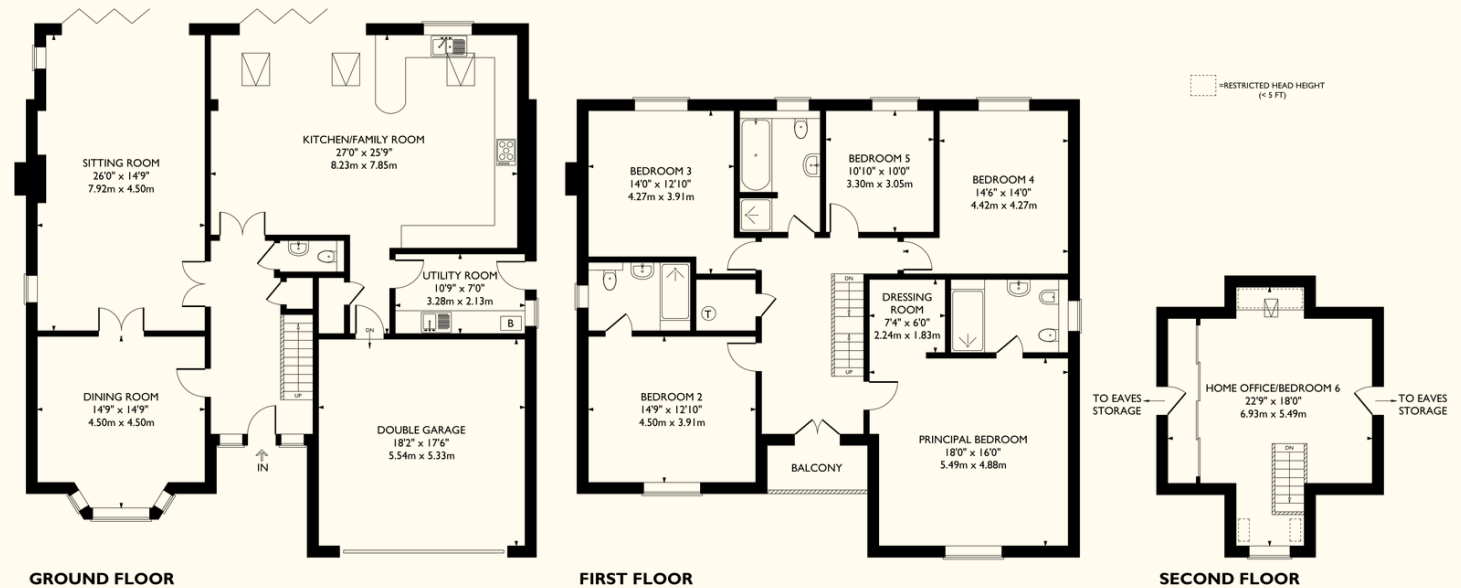 SITTING ROOM
26'0" x 14'9"
7.92m x 4.50m
KITCHEN/FAMILY ROOM
27'0" x 25'9"
8.23m x 7.85m
UTILITY ROOM
10'9" x 7'0"
3.28m x 2.13m
B
DN
UP
DINING ROOM
14'9" x 14'9"
4.50m x 4.50m
DOUBLE GARAGE
18'2" x 17'6"
5.54m x 5.33m
IN
GROUND FLOOR
BEDROOM 3
14'0" x 12'10"
4.27m x 3.91m
BEDROOM 5
10'10" x 10'0"
3.30m x 3.05m
BEDROOM 4
14'6" x 14'0"
4.42m x 4.27m
DN
UP
T
DRESSING
ROOM
7'4" x 6'0"
2.24m x 1.83m
BEDROOM 2
14'9" x 12'10"
4.50m x 3.91m
PRINCIPAL BEDROOM
18'0" x 16'0"
5.49m x 4.88m
BALCONY
FIRST FLOOR
=RESTRICTED HEAD HEIGHT
(< 5 FT)
HOME OFFICE/BEDROOM 6
22'9" x 18'0"
6.93m x 5.49m
TO EAVES
STORAGE
TO EAVES
STORAGE
DN
SECOND FLOOR